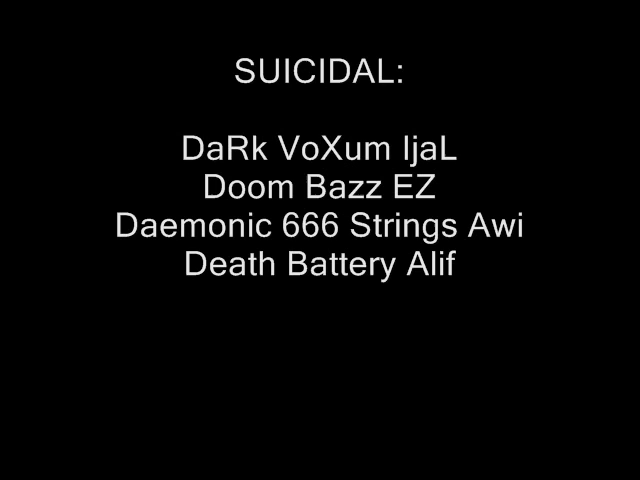 SUICIDAL:
DaRk VoXum IjaL
Doom Bazz EZ
Daemonic 666 Strings Awi
Death Battery Alif